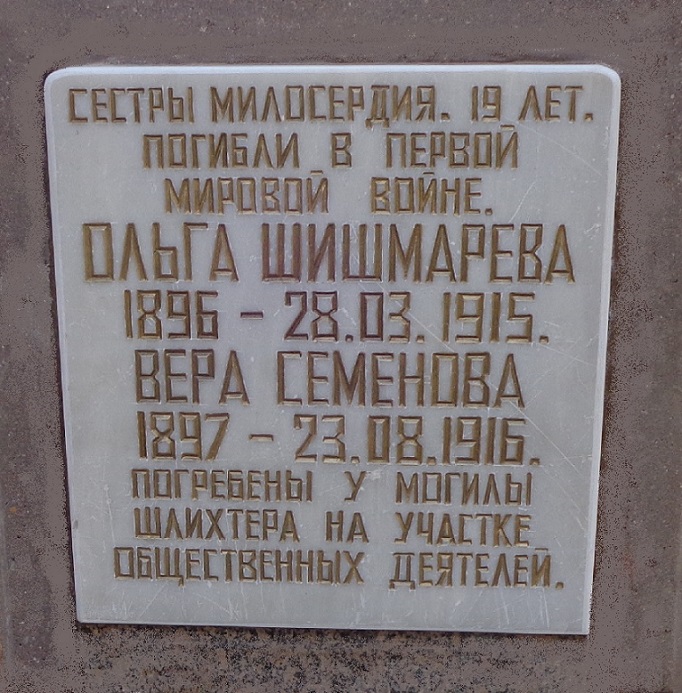 СЕСТРЫ МИЛОСЕРДИЯ. 19 ЛЕТ.
ПОГИБЛИ В ПЕРВОЙ
МИРОВОЙ ВОЙНЕ.
ОЛЬГА ШИШМАРЕВА
1896 - 28.03.1915.
ВЕРА СЕМЕНОВА
1897 - 23.08.1916.
ПОГРЕБЕНЫ У МОГИЛЫ
ШЛИХТЕРА НА УЧАСТКЕ
ОБЩЕСТВЕННЫХ ДЕЯТЕЛЕЙ.